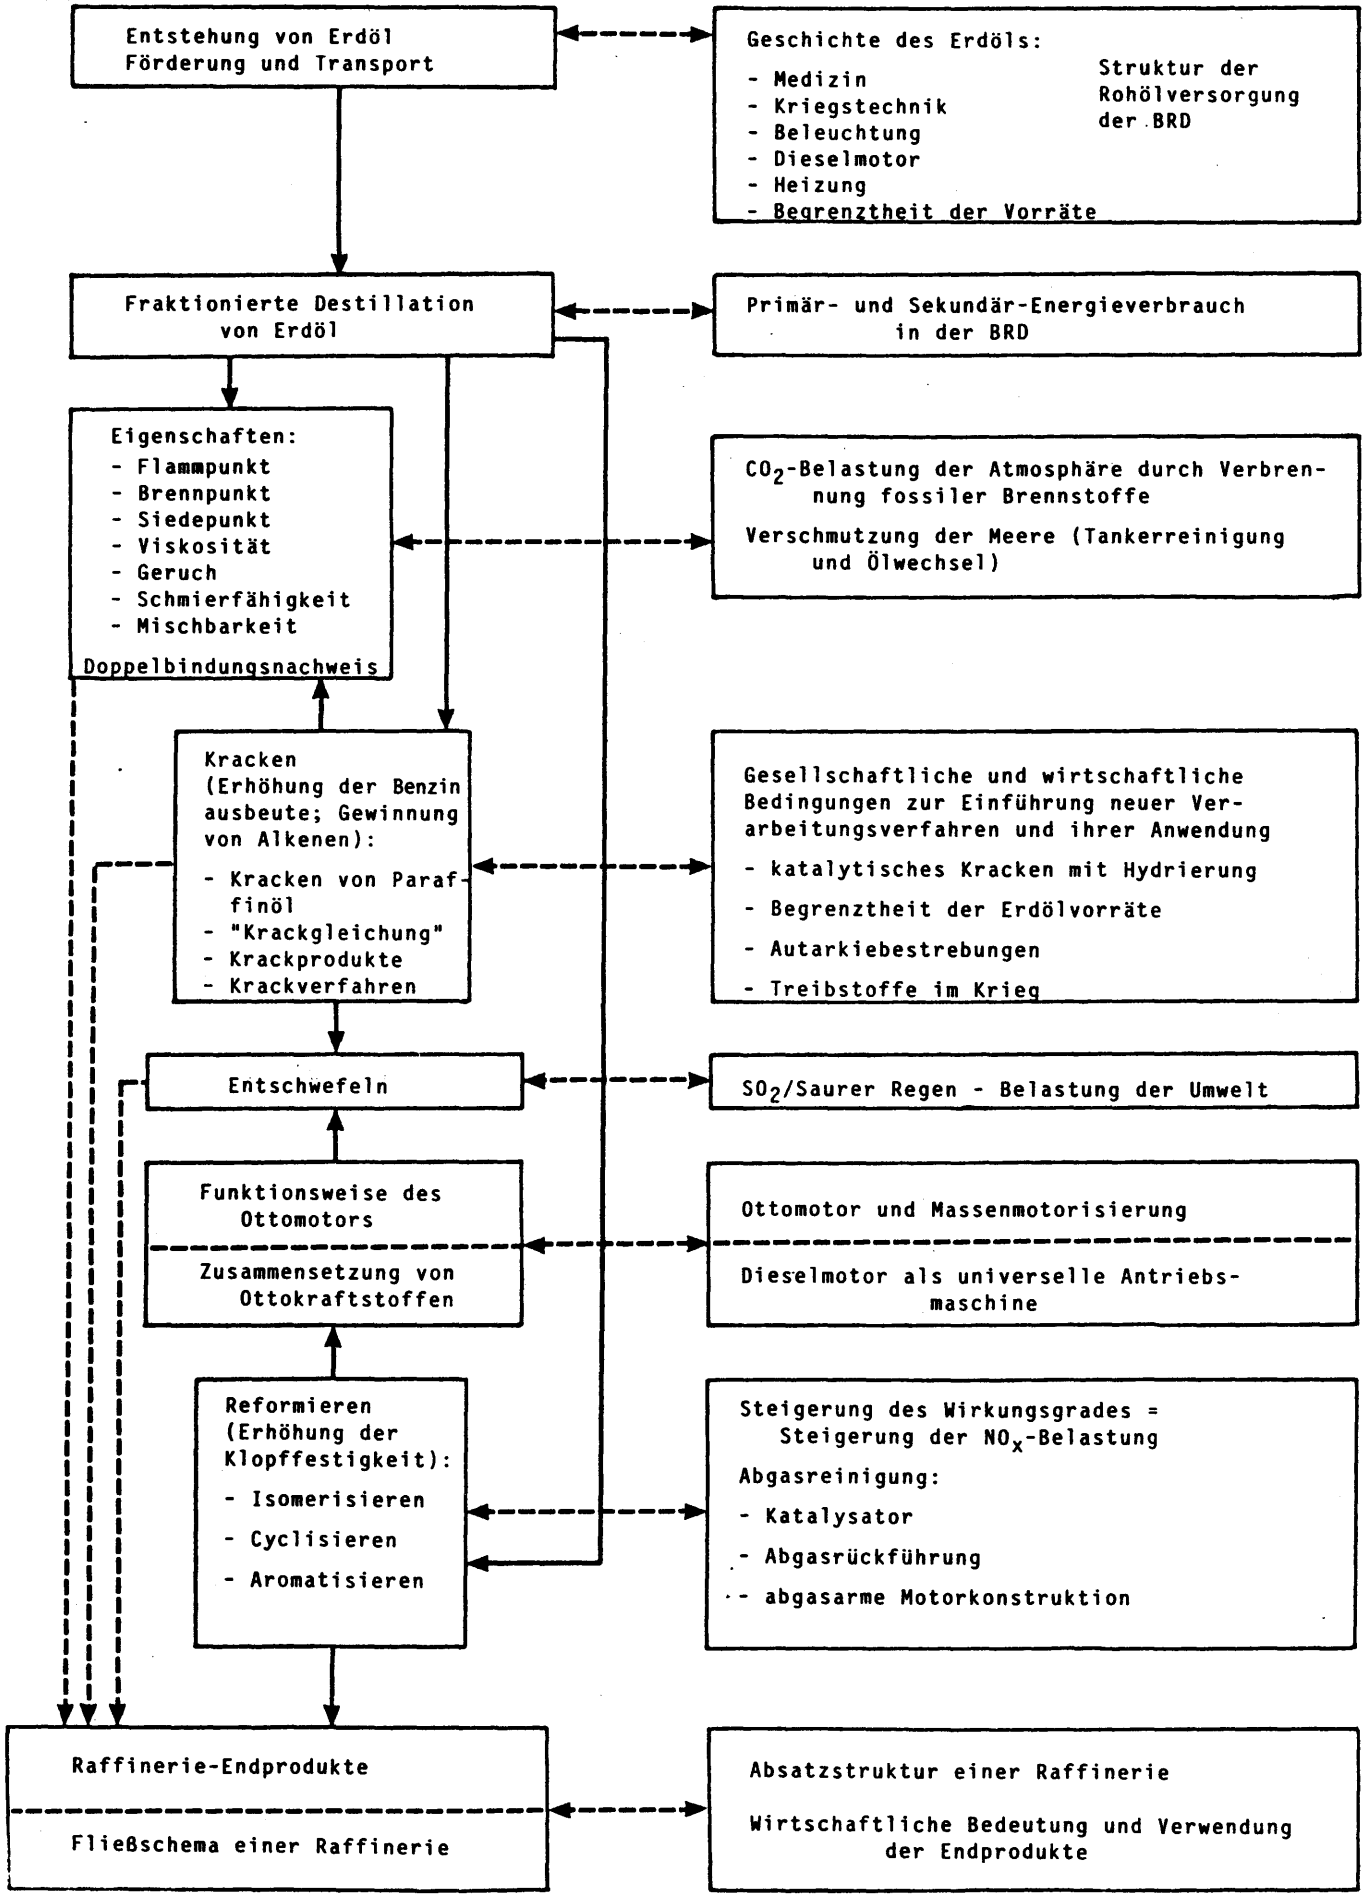 Entstehung von Erdöl
Förderung und Transport
Geschichte des Erdöls:
- Medizin
- Kriegstechnik
- Beleuchtung
- Dieselmotor
- Heizung
- Begrenztheit der Vorräte
Struktur der
Rohölversorgung
der BRD
Fraktionierte Destillation
von Erdöl
Primär- und Sekundär-Energieverbrauch
in der BRD
Eigenschaften:
- Flammpunkt
- Brennpunkt
- Siedepunkt
- Viskosität
- Geruch
- Schmierfähigkeit
- Mischbarkeit
Doppelbindungsnachweis
CO2-Belastung der Atmosphäre durch Verbren-
nung fossiler Brennstoffe
Verschmutzung der Meere (Tankerreinigung
und Ölwechsel)
Kracken
(Erhöhung der Benzin
ausbeute; Gewinnung
von Alkenen):
- Kracken von Paraf-
finöl
- "Krackgleichung"
- Krackprodukte
- Krackverfahren
Gesellschaftliche und wirtschaftliche
Bedingungen zur Einführung neuer Ver-
arbeitungsverfahren und ihrer Anwendung
- katalytisches Kracken mit Hydrierung
- Begrenztheit der Erdölvorräte
- Autarkiebestrebungen
- Treibstoffe im Krieg
Entschwefeln
SO2/Saurer Regen - Belastung der Umwelt
Funktionsweise des
Ottomotors
Zusammensetzung von
Ottokraftstoffen
Ottomotor und Massenmotorisierung
Dieselmotor als universelle Antriebs-
maschine
Reformieren
(Erhöhung der
Klopffestigkeit):
- Isomerisieren
- Cyclisieren
- Aromatisieren
Steigerung des Wirkungsgrades =
Steigerung der NOx-Belastung
Abgasreinigung:
- Katalysator
- Abgasrückführung
- abgasarme Motorkonstruktion
Raffinerie-Endprodukte
Fließschema einer Raffinerie
Absatzstruktur einer Raffinerie
Wirtschaftliche Bedeutung und Verwendung
der Endprodukte